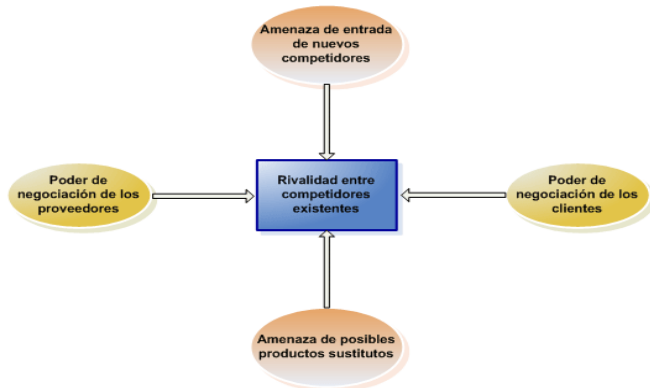 Amenaza de entrada
de nuevos
competidores
Poder de
negociación de los
proveedores
Rivalidad entre
competidores
existentes
Poder de
negociación de los
clientes
Amenaza de posibles
productos sustitutos